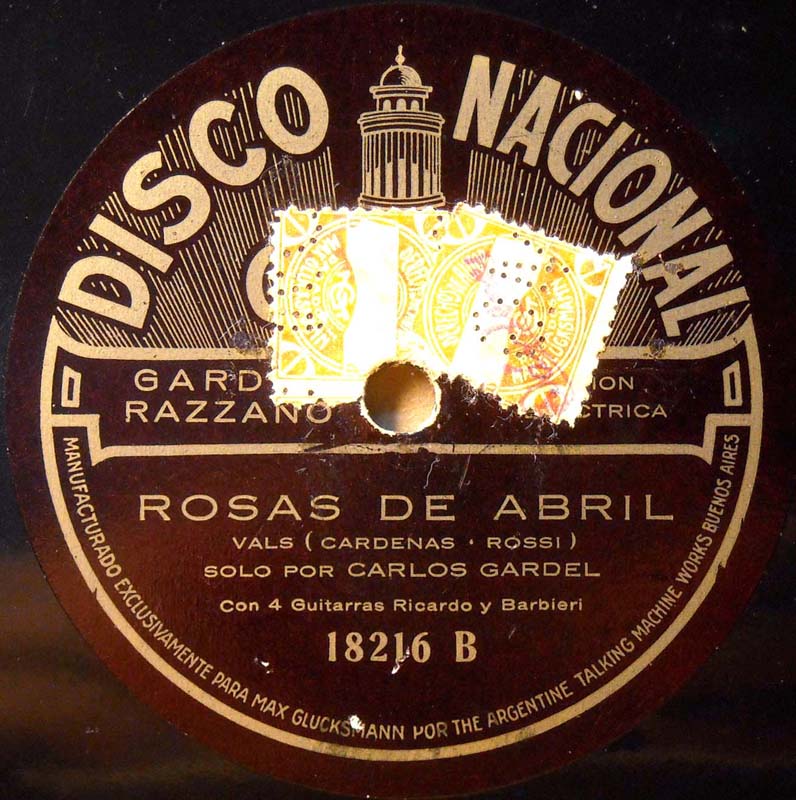 DISCO NACIONAL
GARD
RAZZANO
ION
CTRICA
ROSAS DE ABRIL
VALS (CARDENAS · ROSSI)
SOLO POR CARLOS GARDEL
Con 4 Guitarras Ricardo y Barbieri
18216 B
MANUFACTURADO EXCLUSIVAMENTE PARA MAX GLUCKSMANN POR THE ARGENTINE TALKING MACHINE WORKS BUENOS AIRES